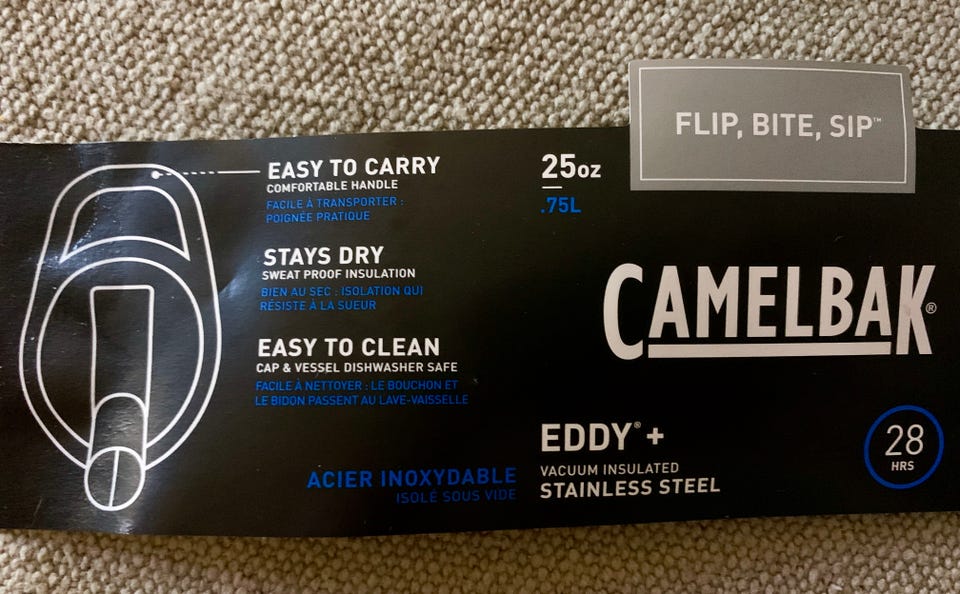 FLIP, BITE, SIP™
EASY TO CARRY
COMFORTABLE HANDLE
FACILE À TRANSPORTER :
POIGNÉE PRATIQUE
STAYS DRY
SWEAT PROOF INSULATION
BIEN AU SEC : ISOLATION QUI
RÉSISTE À LA SUEUR
EASY TO CLEAN
CAP & VESSEL DISHWASHER SAFE
FACILE À NETTOYER : LE BOUCHON ET
LE BIDON PASSENT AU LAVE-VAISSELLE
ACIER INOXYDABLE
ISOLÉ SOUS VIDE
25oz
.75L
CAMELBAK®
EDDY® +
VACUUM INSULATED
STAINLESS STEEL
28
HRS